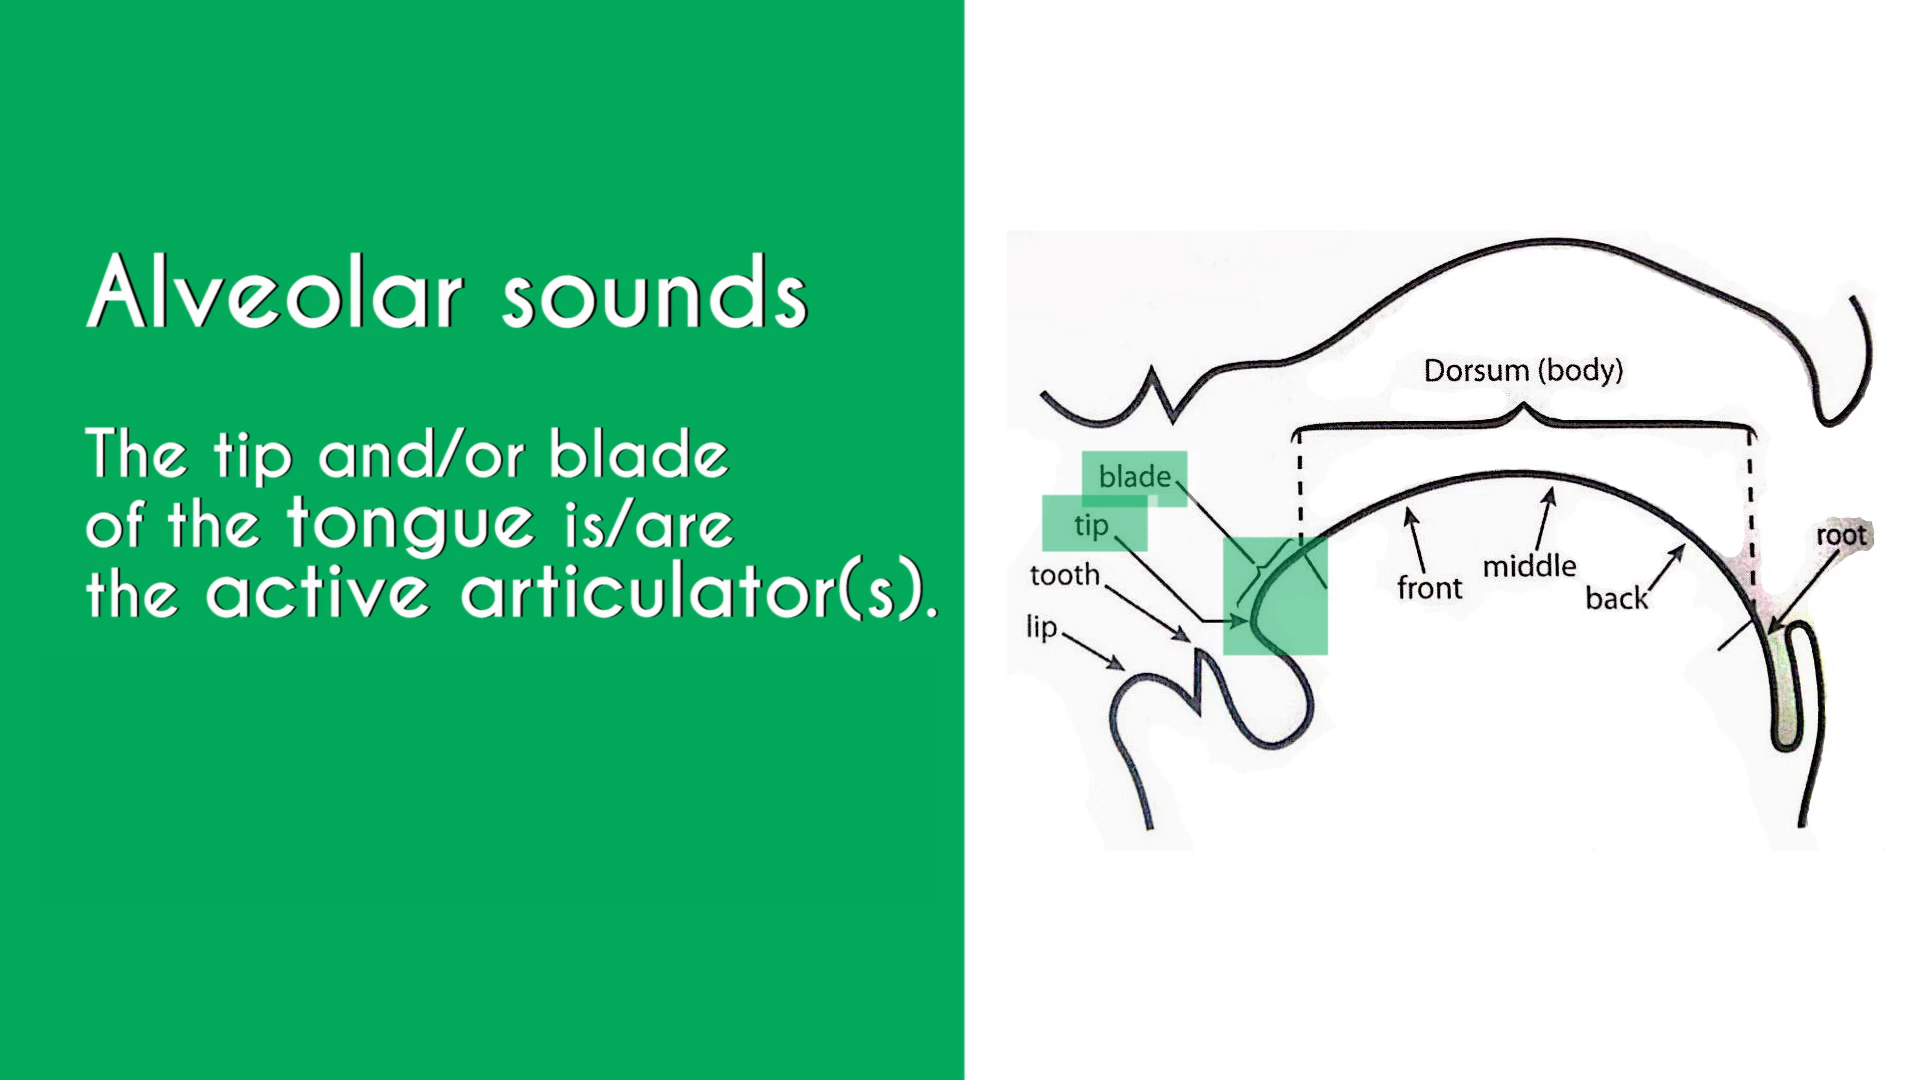 Alveolar sounds
The tip and/or blade
of the tongue is/are
the active articulator(s).
Dorsum (body)
blade
tip
tooth
lip
front
middle
back
root